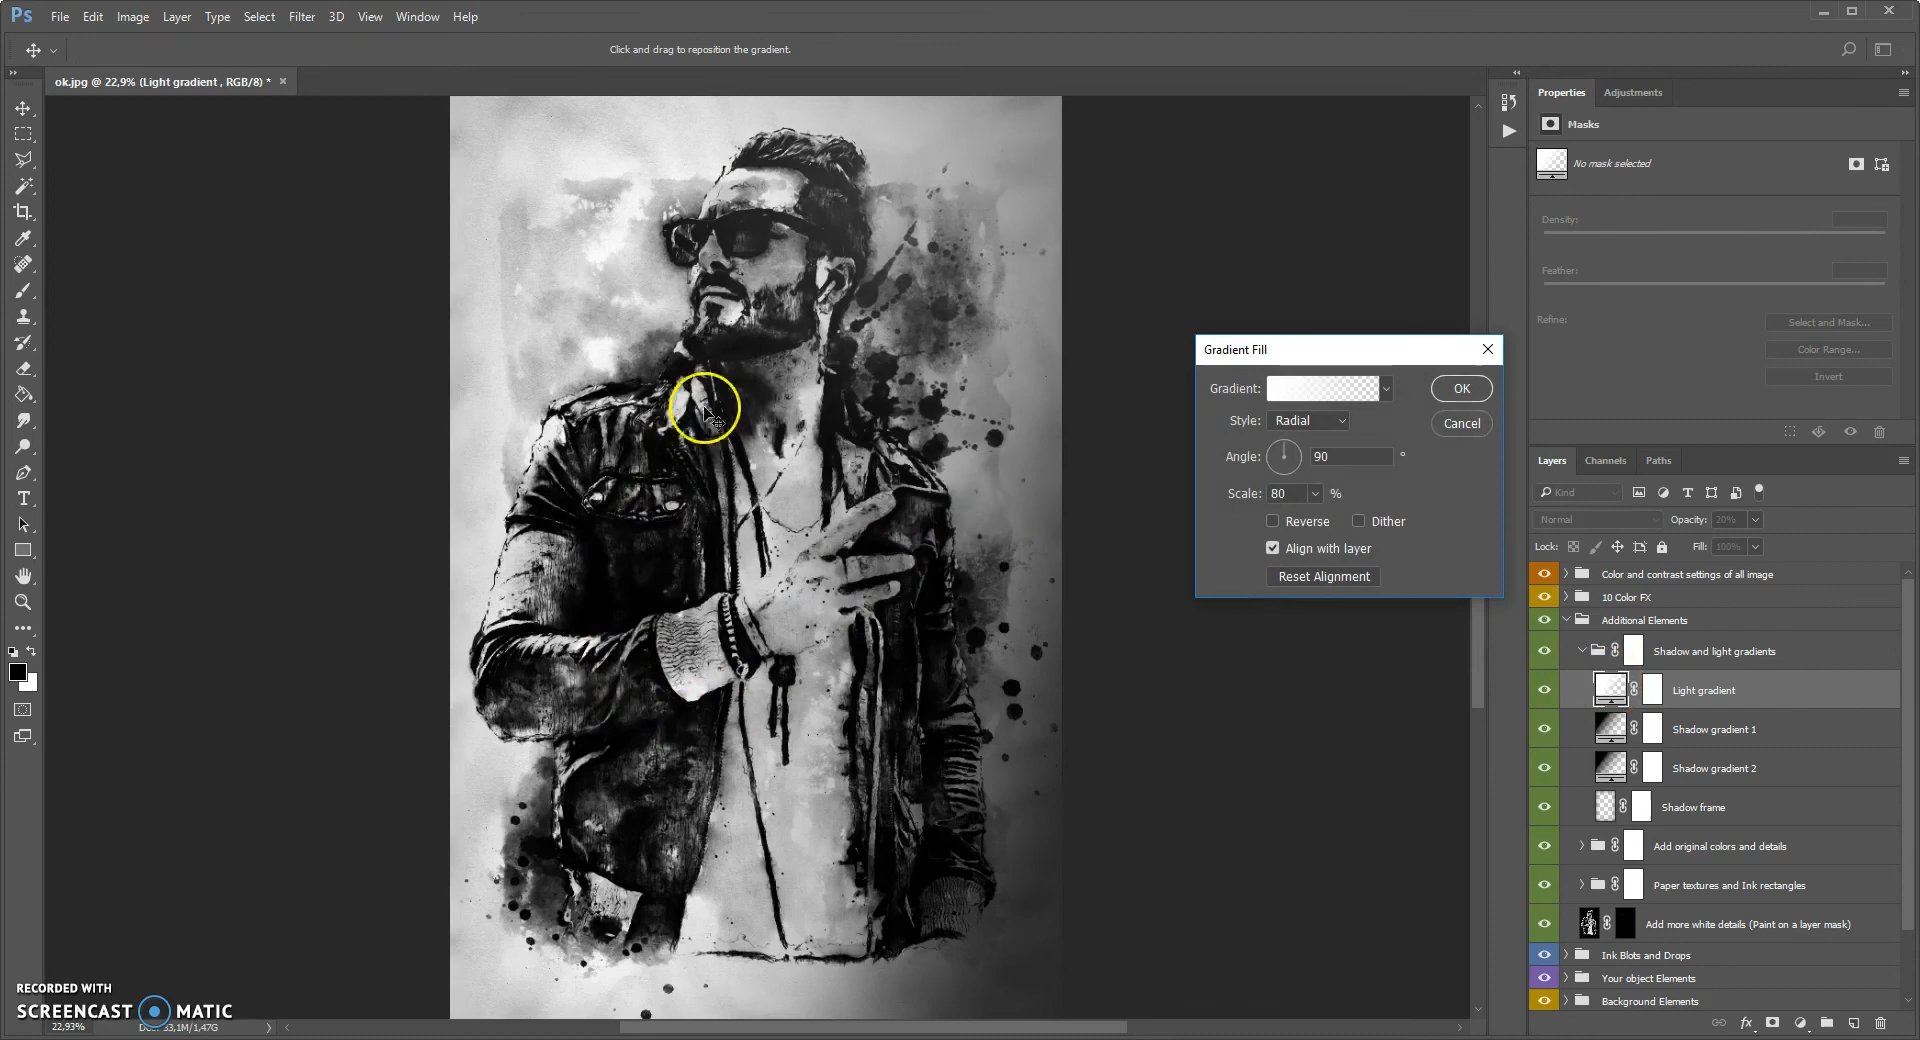 Ps File Edit Image Layer Type Select Filter 3D View Window Help
Click and drag to reposition the gradient.
ok.jpg @ 22,9% (Light gradient , RGB/8) *
Properties Adjustments
Masks
No mask selected
Density:
Feather:
Refine:
Select and Mask...
Color Range...
Invert
Gradient Fill
Gradient:
OK
Style: Radial
Cancel
Angle: 90 °
Scale: 80 %
Reverse Dither
Align with layer
Reset Alignment
Layers Channels Paths
Kind
Normal Opacity: 20%
Lock: Fill: 100%
Color and contrast settings of all image
10 Color FX
Additional Elements
Shadow and light gradients
Light gradient
Shadow gradient 1
Shadow gradient 2
Shadow frame
Add original colors and details
Paper textures and Ink rectangles
Add more white details (Paint on a layer mask)
Ink Blots and Drops
Your object Elements
Background Elements
fx
RECORDED WITH
SCREENCAST MATIC
22,93% 33,1M/1,47G